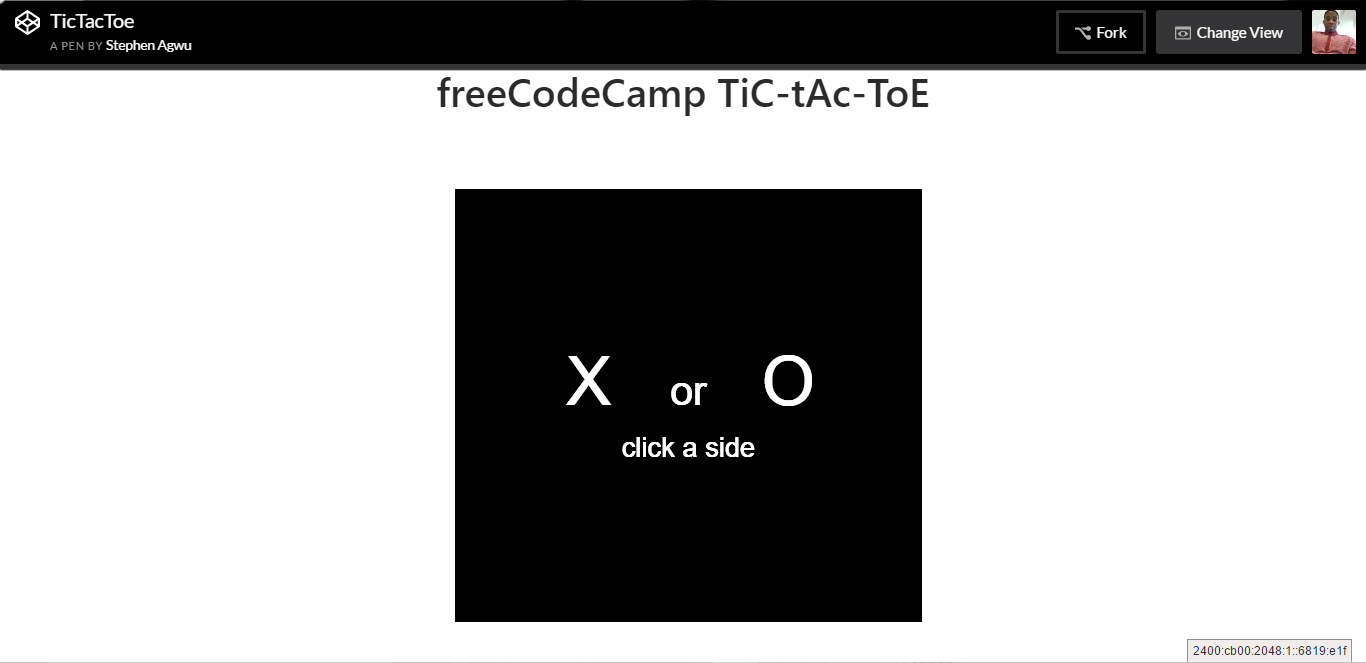 TicTacToe
A PEN BY Stephen Agwu
Fork
Change View
freeCodeCamp TiC-tAc-ToE
X or O
click a side
2400:cb00:2048:1::6819:e1f